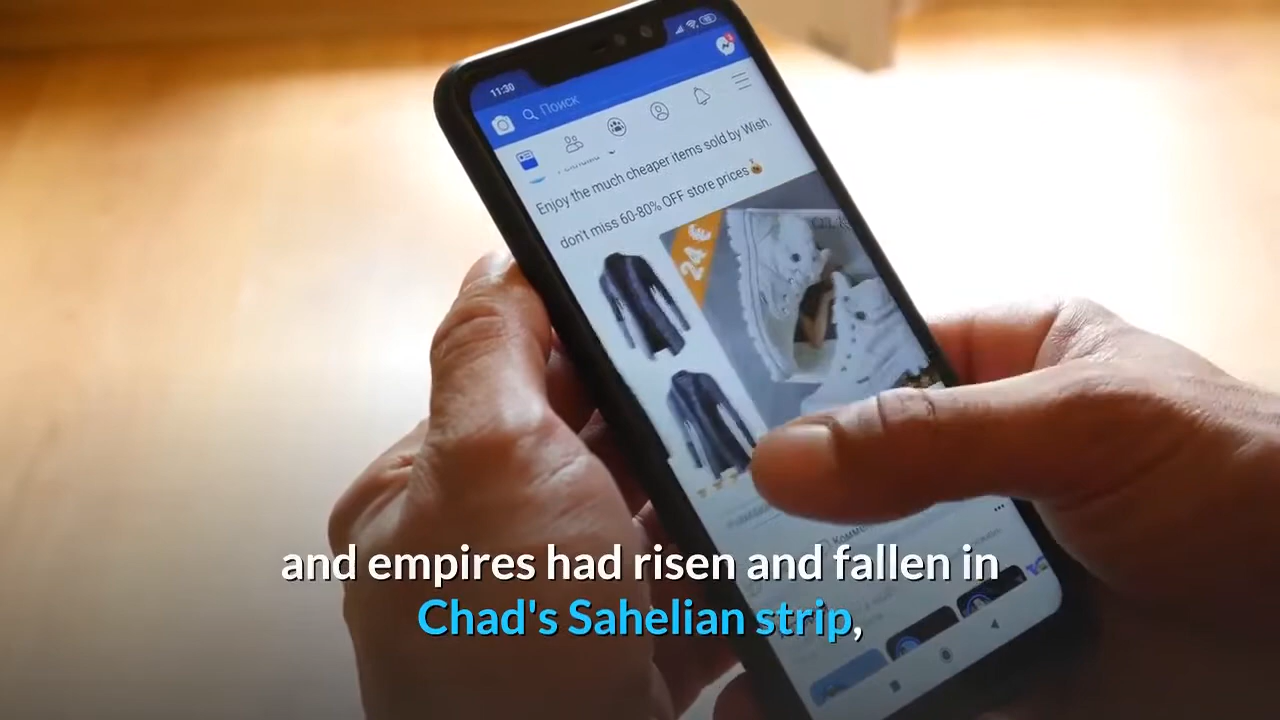 11:30
Поиск
Enjoy the much cheaper items sold by Wish.
don't miss 60-80% OFF store prices💰
24 €
and empires had risen and fallen in
Chad's Sahelian strip,